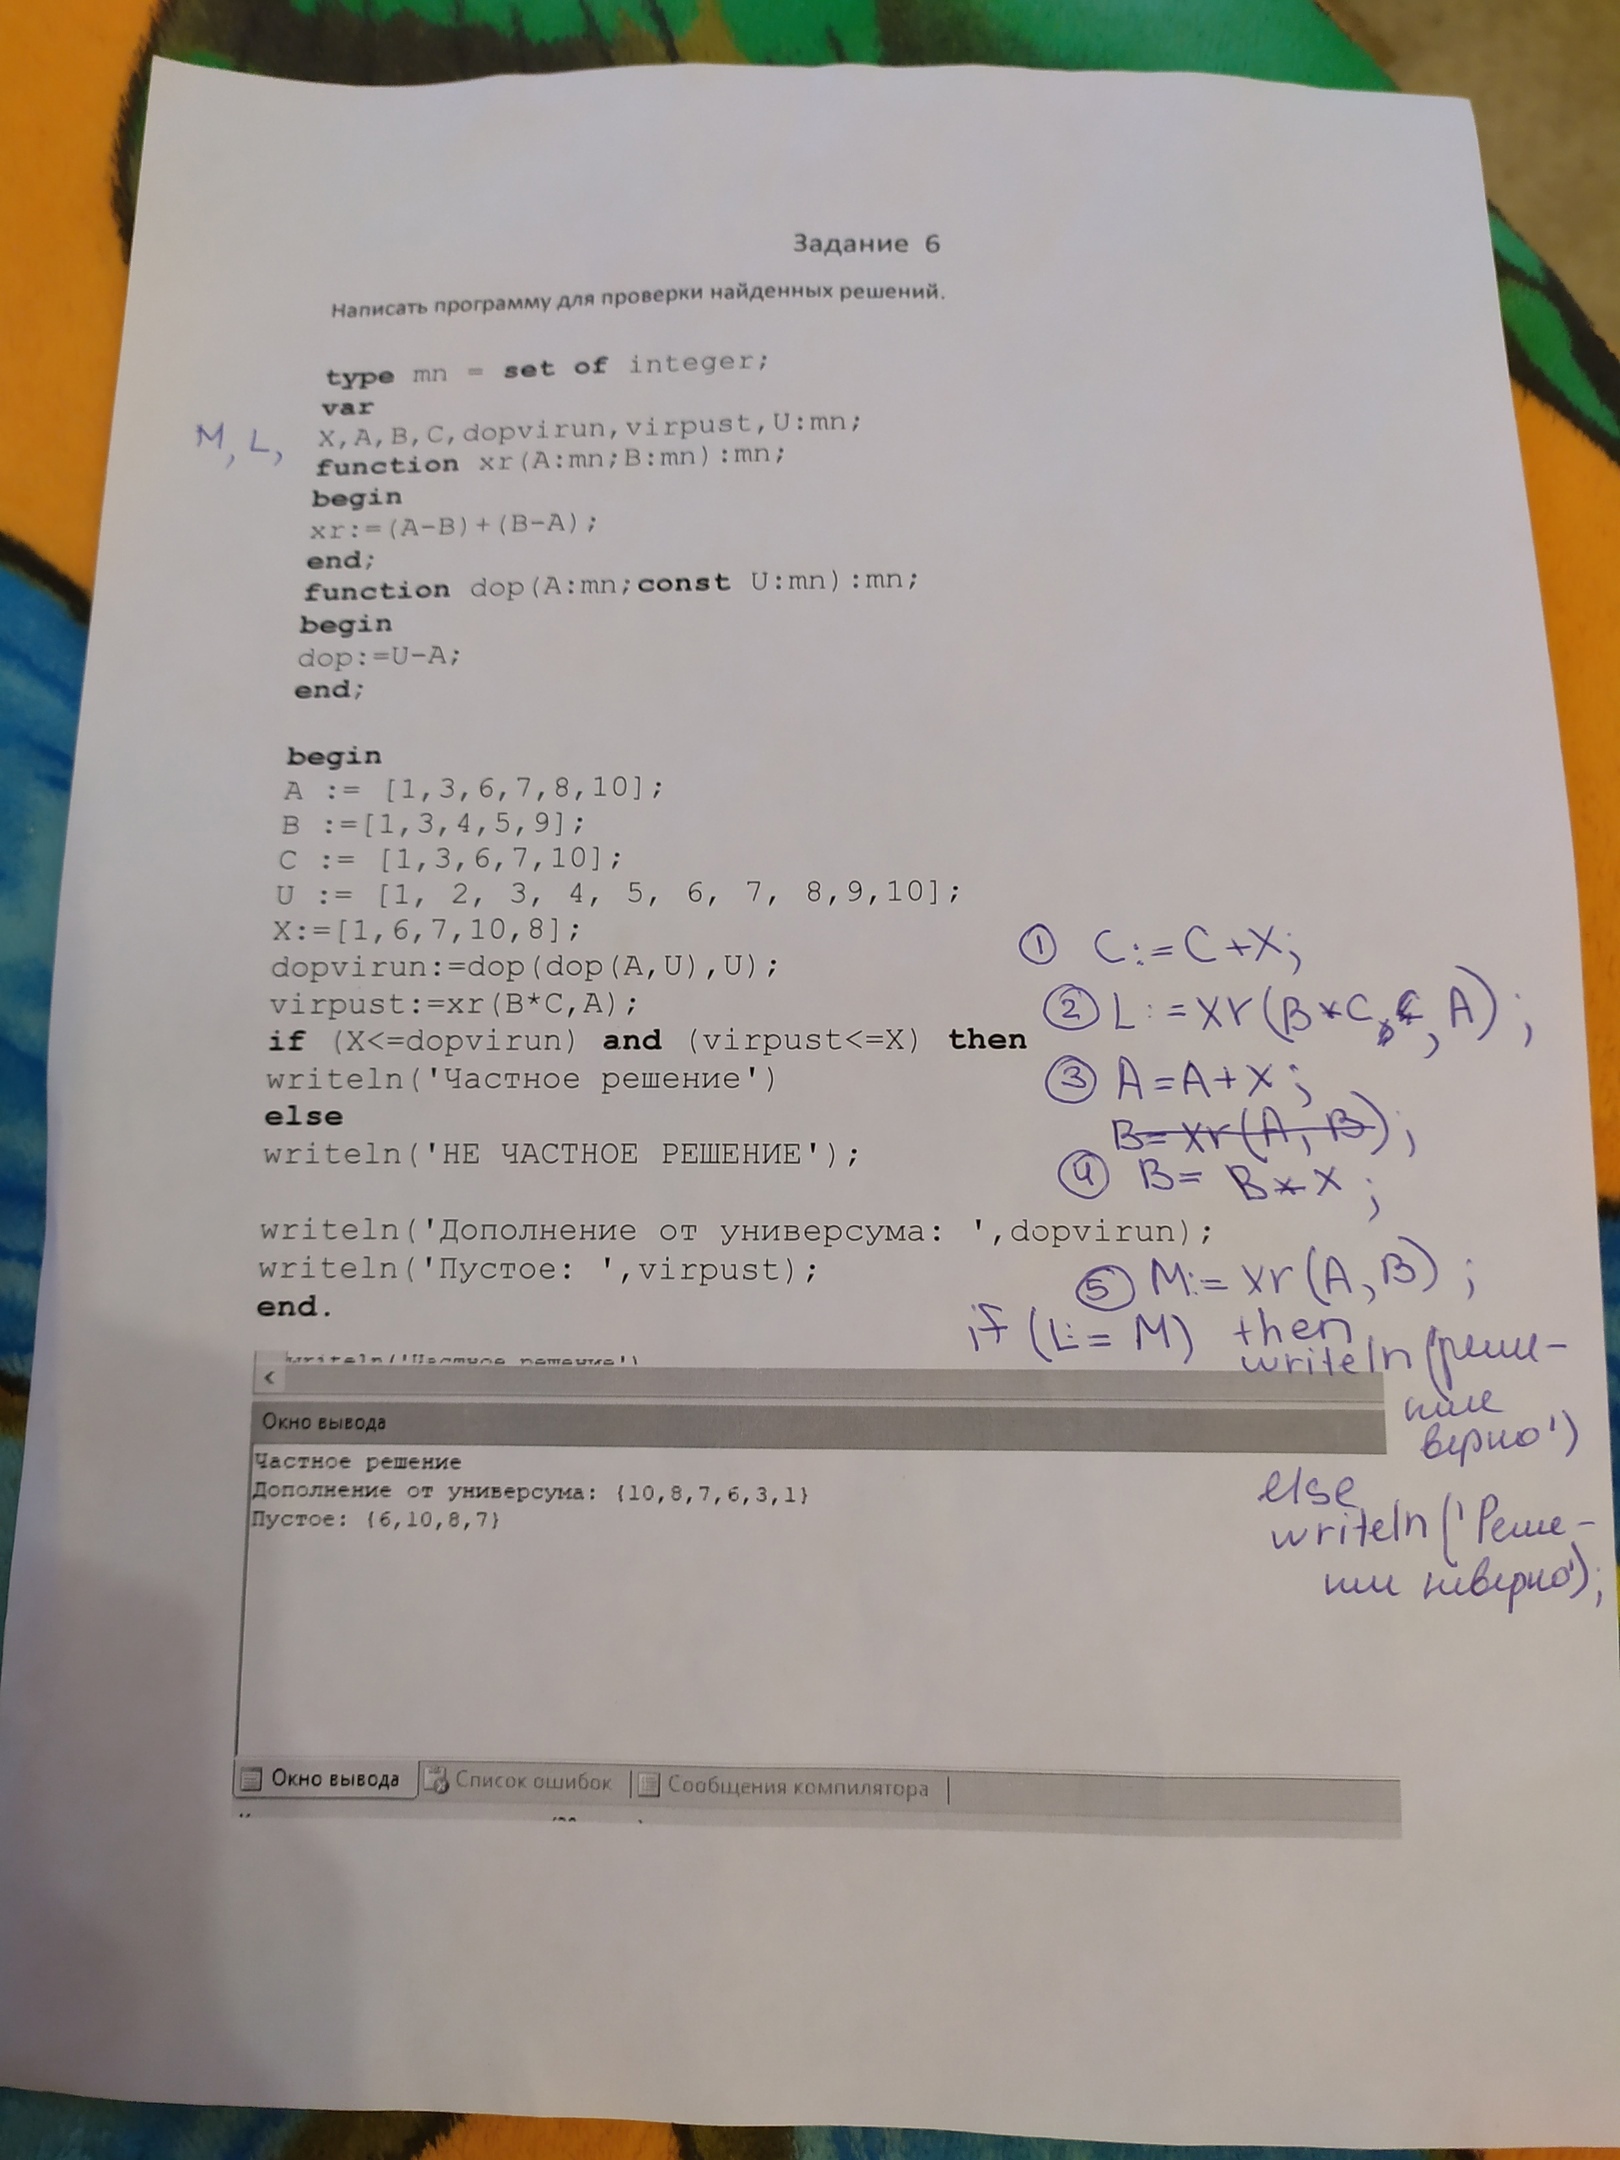 Задание 6
Написать программу для проверки найденных решений.
type mn = set of integer;
var
M, L,
X,A,B,C,dopvirun,virpust,U:mn;
function xr(A:mn;B:mn):mn;
begin
xr:=(A-B)+(B-A);
end;
function dop(A:mn;const U:mn):mn;
begin
dop:=U-A;
end;
begin
A := [1,3,6,7,8,10];
B :=[1,3,4,5,9];
C := [1,3,6,7,10];
U := [1, 2, 3, 4, 5, 6, 7, 8,9,10];
X:=[1,6,7,10,8];
dopvirun:=dop(dop(A,U),U);
virpust:=xr(B*C,A);
if (X<=dopvirun) and (virpust<=X) then
writeln('Частное решение')
else
writeln('НЕ ЧАСТНОЕ РЕШЕНИЕ');
writeln('Дополнение от универсума: ',dopvirun);
writeln('Пустое: ',virpust);
end.
① C:=C+X;
② L:=xr(B*C, A);
③ A=A+X;
B=xr(A, B);
④ B= B*X;
⑤ M:=xr(A,B);
if (L:=M) then
writeln(реше-
ние
верно')
else
writeln('Реше-
ние неверно');
writeln('Частное решение')
<
Окно вывода
Частное решение
Дополнение от универсума: {10,8,7,6,3,1}
Пустое: {6,10,8,7}
Окно вывода Список ошибок Сообщения компилятора